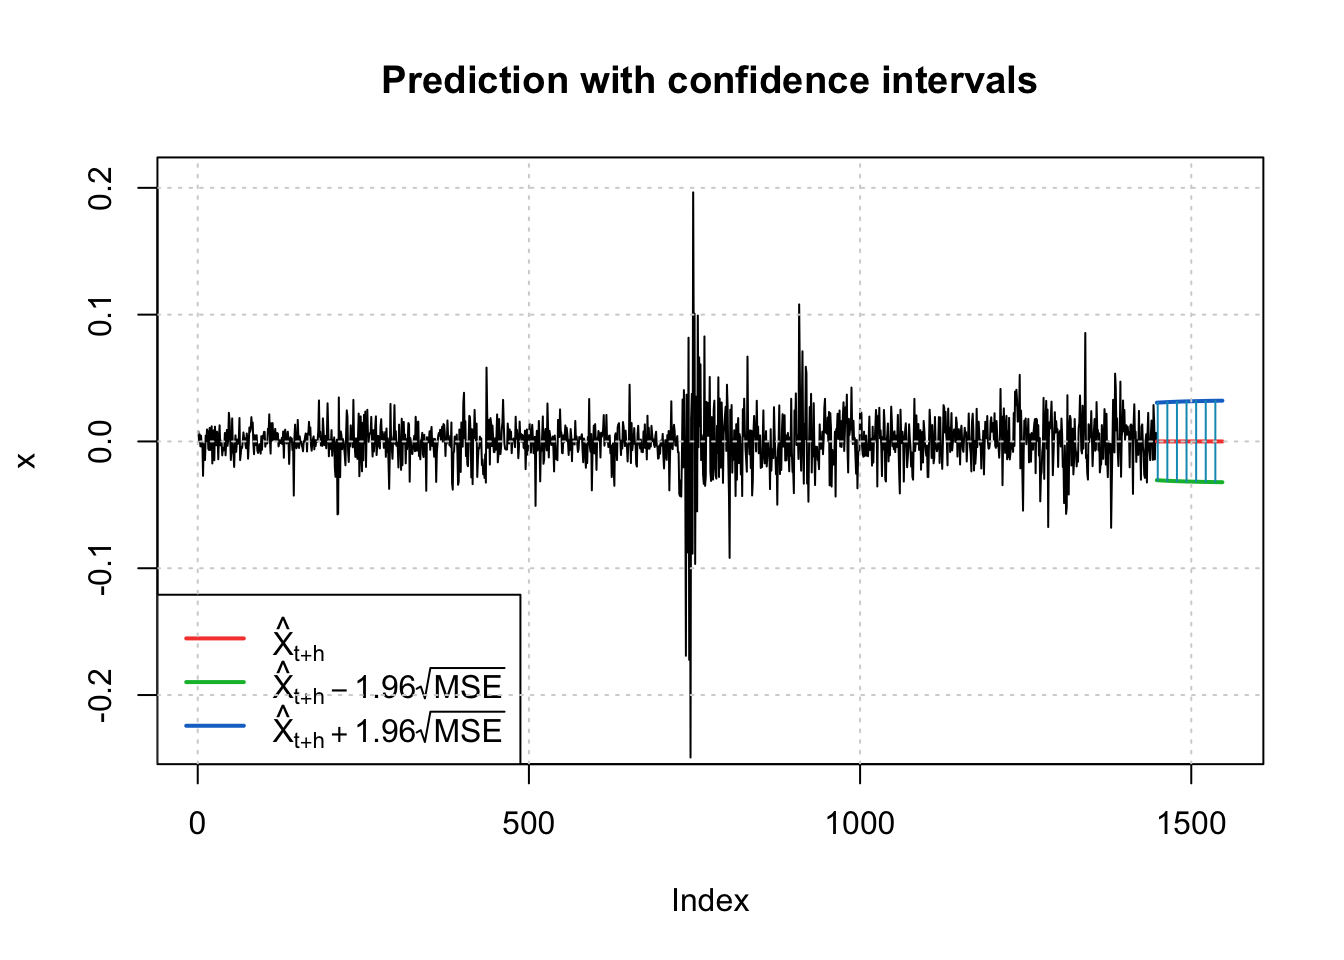 Prediction with confidence intervals
x
0.2
0.1
0.0
-0.1
-0.2
X̂t+h
X̂t+h − 1.96√MSE
X̂t+h + 1.96√MSE
0 500 1000 1500
Index